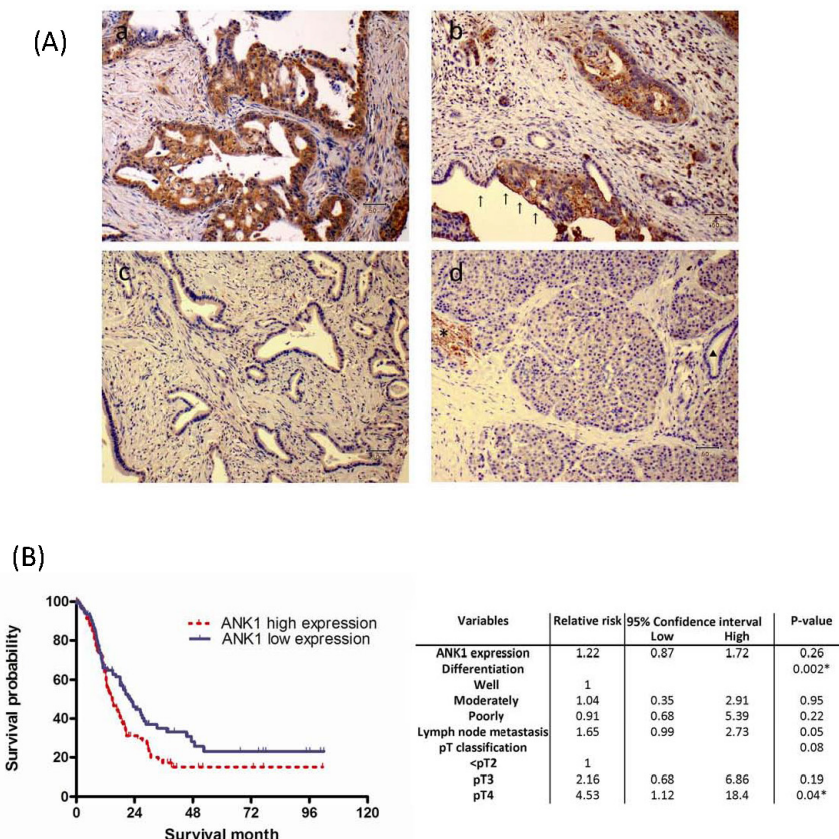 (A)
a
b
c
d
*
(B)
ANK1 high expression
ANK1 low expression
Survival probability
100
80
60
40
20
0
0 24 48 72 96 120
Survival month
Variables Relative risk 95% Confidence interval P-value
Low High
ANK1 expression 1.22 0.87 1.72 0.26
Differentiation 0.002*
Well 1
Moderately 1.04 0.35 2.91 0.95
Poorly 0.91 0.68 5.39 0.22
Lymph node metastasis 1.65 0.99 2.73 0.05
pT classification 0.08
<pT2 1
pT3 2.16 0.68 6.86 0.19
pT4 4.53 1.12 18.4 0.04*